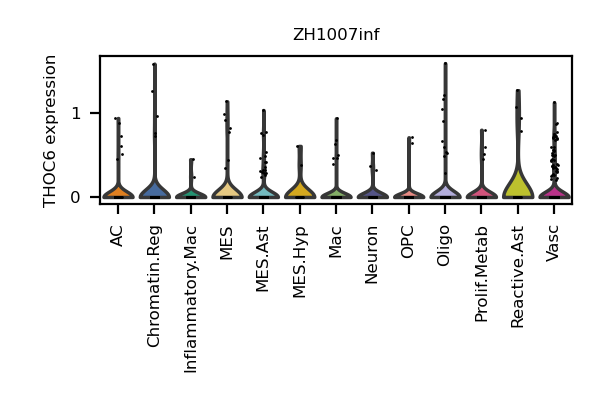 ZH1007inf
THOC6 expression
1
0
AC
Chromatin.Reg
Inflammatory.Mac
MES
MES.Ast
MES.Hyp
Mac
Neuron
OPC
Oligo
Prolif.Metab
Reactive.Ast
Vasc